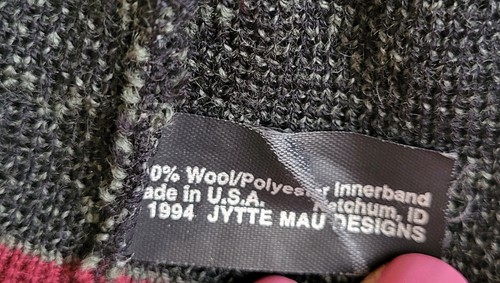 0% Wool/Polyester Innerband
ade in U.S.A. Ketchum, ID
1994 JYTTE MAU DESIGNS